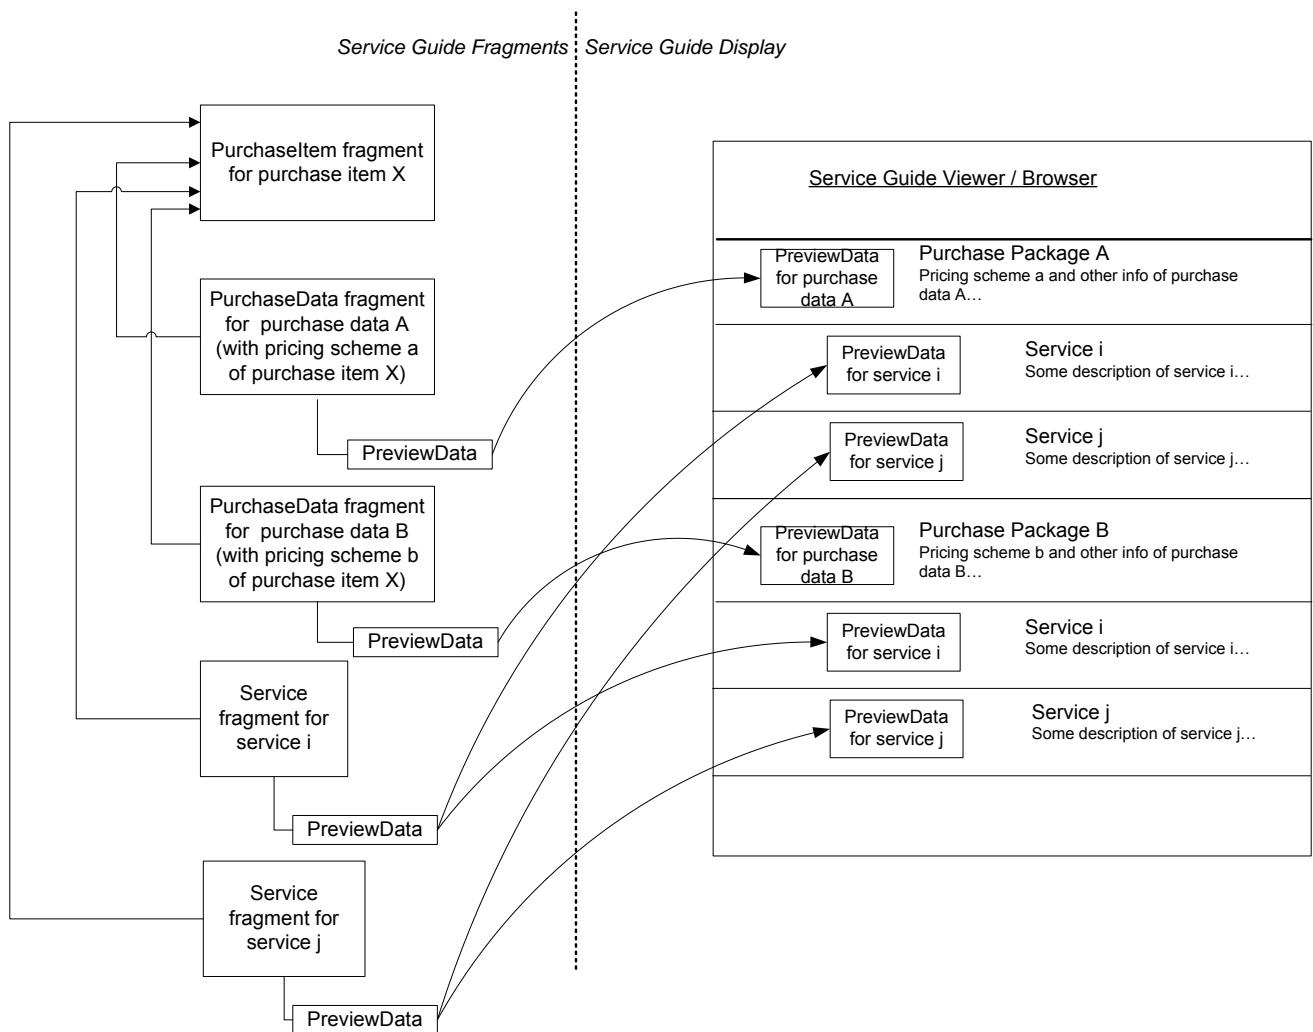 Service Guide Fragments
Service Guide Display
PurchaseItem fragment
for purchase item X
PurchaseData fragment
for purchase data A
(with pricing scheme a
of purchase item X)
PreviewData
PurchaseData fragment
for purchase data B
(with pricing scheme b
of purchase item X)
PreviewData
Service
fragment for
service i
PreviewData
Service
fragment for
service j
PreviewData
Service Guide Viewer / Browser
PreviewData
for purchase
data A
Purchase Package A
Pricing scheme a and other info of purchase
data A…
PreviewData
for service i
Service i
Some description of service i…
PreviewData
for service j
Service j
Some description of service j…
PreviewData
for purchase
data B
Purchase Package B
Pricing scheme b and other info of purchase
data B…
PreviewData
for service i
Service i
Some description of service i…
PreviewData
for service j
Service j
Some description of service j…